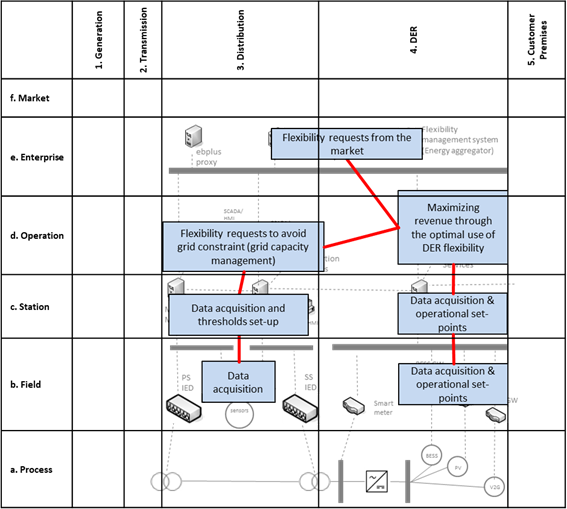 1. Generation
2. Transmission
3. Distribution
4. DER
5. Customer
Premises
f. Market
e. Enterprise
ebplus
proxy
Flexibility requests from the
market
Flexibility
management system
(Energy aggregator)
d. Operation
SCADA/
Flexibility requests to avoid
grid constraint (grid capacity
management)
Maximizing
revenue through
the optimal use of
DER flexibility
c. Station
Data acquisition and
thresholds set-up
Data acquisition &
operational set-
points
b. Field
PS
IED
Data
acquisition
sensors
SS
IED
Smart
meter
Data acquisition &
operational set-
points
GW
a. Process
BESS
PV
V2G